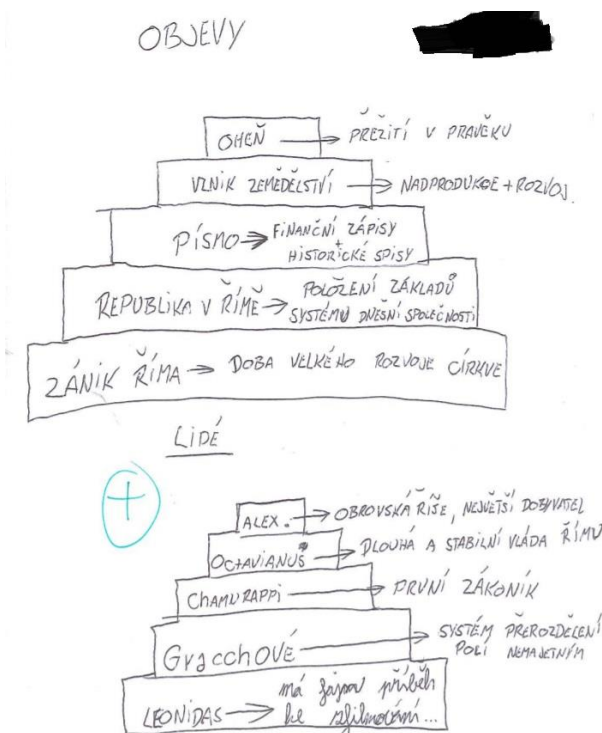 OBJEVY
OHEŇ → PŘEŽITÍ V PRAVĚKU
VZNIK ZEMĚDĚLSTVÍ → NADPRODUKCE + ROZVOJ.
PÍSMO → FINANČNÍ ZÁPISY
+
HISTORICKÉ SPISY
REPUBLIKA V ŘÍMĚ → POLOŽENÍ ZÁKLADŮ
SYSTÉMU DNEŠNÍ SPOLEČNOSTI
ZÁNIK ŘÍMA → DOBA VELKÉHO ROZVOJE CÍRKVE
LIDÉ
+
ALEX. → OBROVSKÁ ŘÍŠE, NEJVĚTŠÍ DOBYVATEL
OCTAVIANUS → DLOUHÁ A STABILNÍ VLÁDA ŘÍMU
CHAMURAPPI → PRVNÍ ZÁKONÍK
GracchOVÉ → SYSTÉM PŘEROZDĚLENÍ
POLÍ NEMAJETNÝM
LEONIDAS → má fajnou příběh
ke zfilmování...